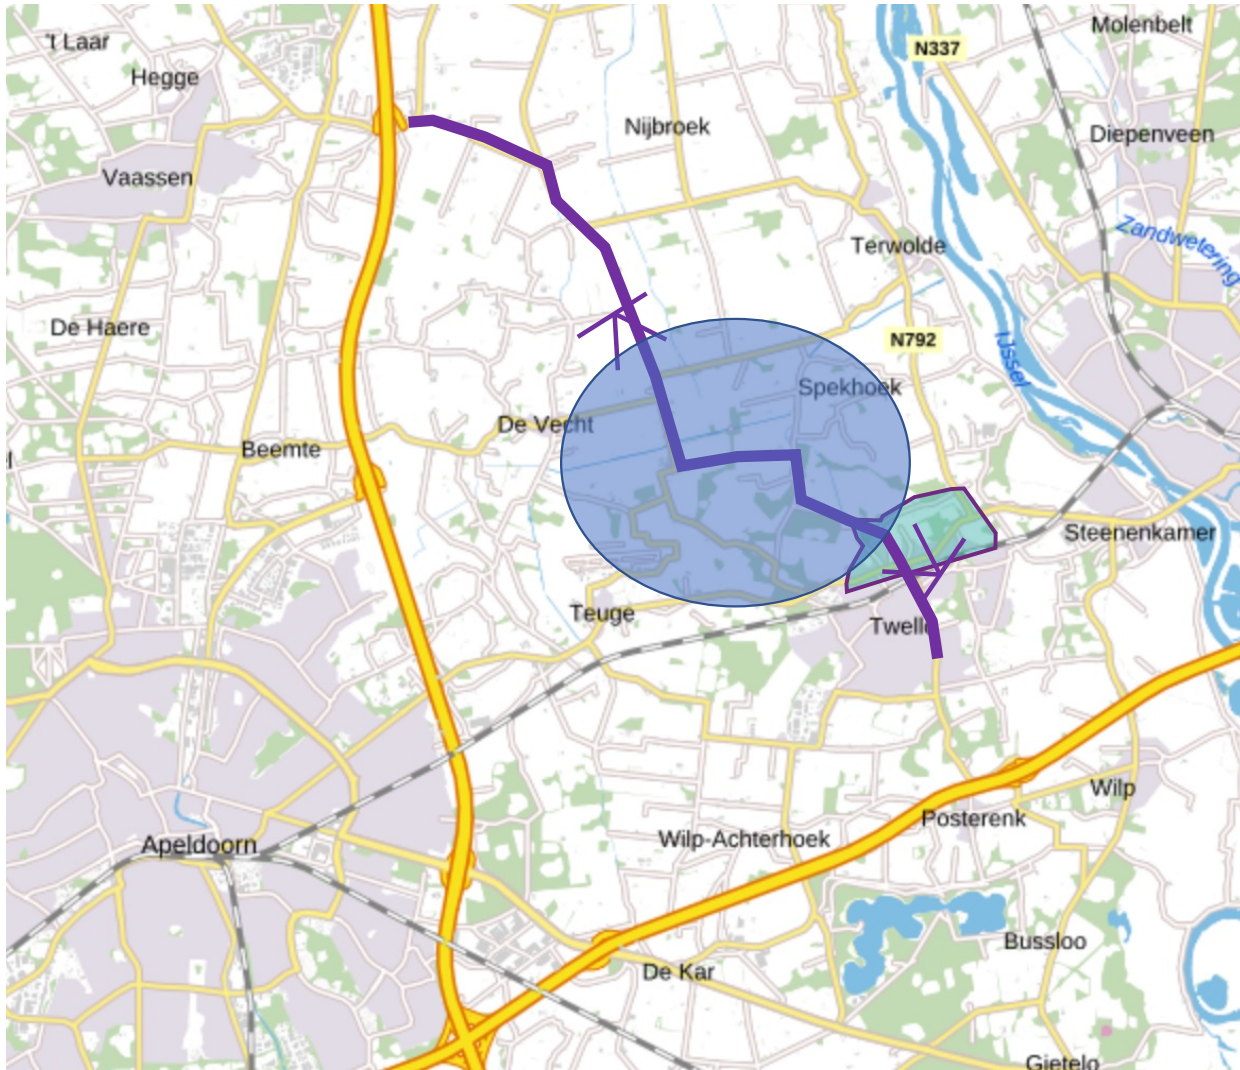 Molenbelt
't Laar
N337
Hegge
Nijbroek
Diepenveen
Vaassen
Zandwetering
Terwolde
De Haere
N792
IJssel
Spekhoek
De Vecht
Beemte
Steenenkamer
Teuge
Twello
Wilp
Posterenk
Wilp-Achterhoek
Apeldoorn
Bussloo
De Kar
Gietelo